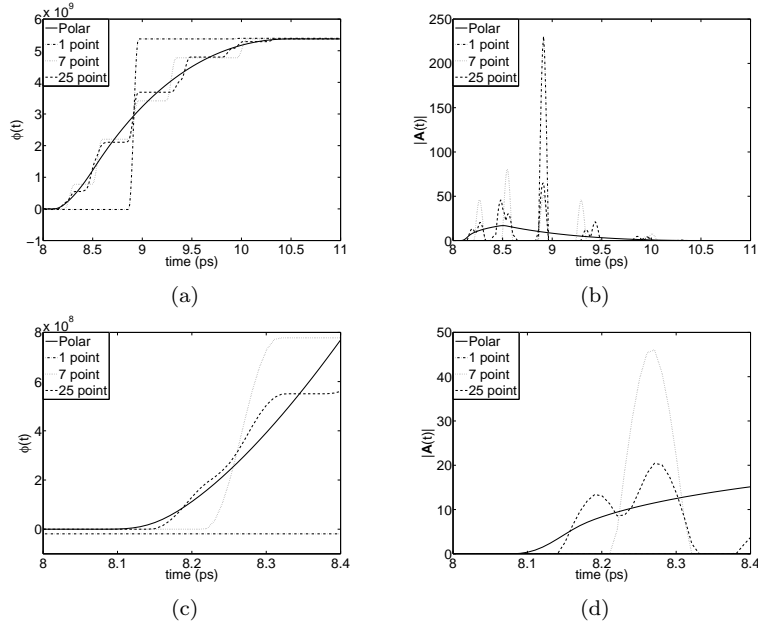 x 10⁹
6
5
4
3
2
1
0
−1
8 8.5 9 9.5 10 10.5 11
time (ps)
ϕ(t)
Polar
1 point
7 point
25 point
(a)
250
200
150
100
50
0
8 8.5 9 9.5 10 10.5 11
time (ps)
|A(t)|
Polar
1 point
7 point
25 point
(b)
x 10⁸
8
6
4
2
0
8 8.1 8.2 8.3 8.4
time (ps)
ϕ(t)
Polar
1 point
7 point
25 point
(c)
50
40
30
20
10
0
8 8.1 8.2 8.3 8.4
time (ps)
|A(t)|
Polar
1 point
7 point
25 point
(d)